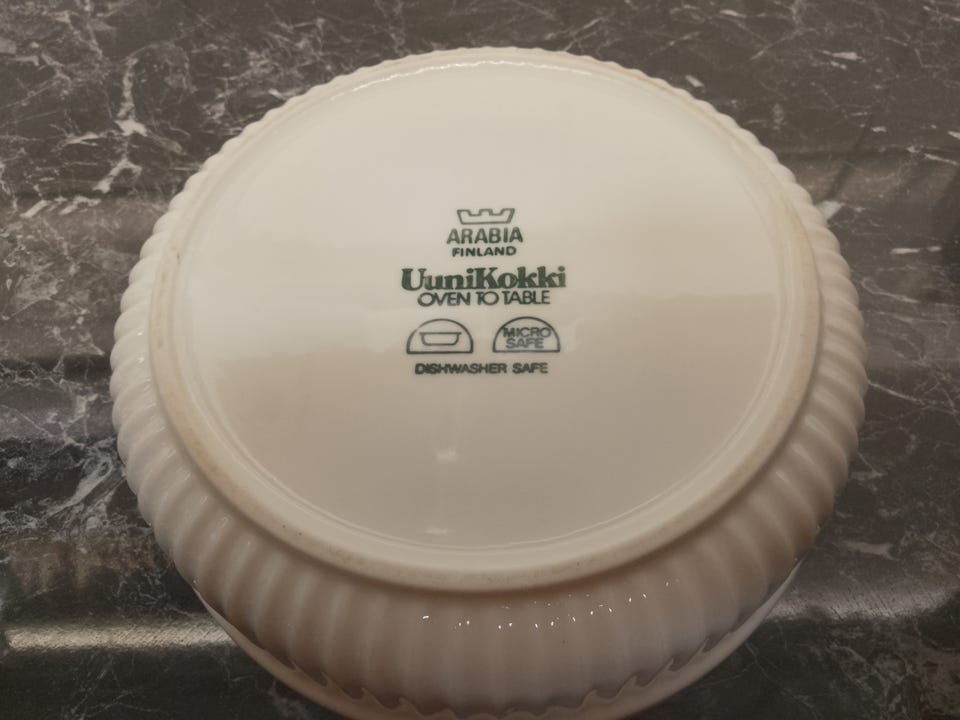 ARABIA
FINLAND
UuniKokki
OVEN TO TABLE
MICRO
SAFE
DISHWASHER SAFE